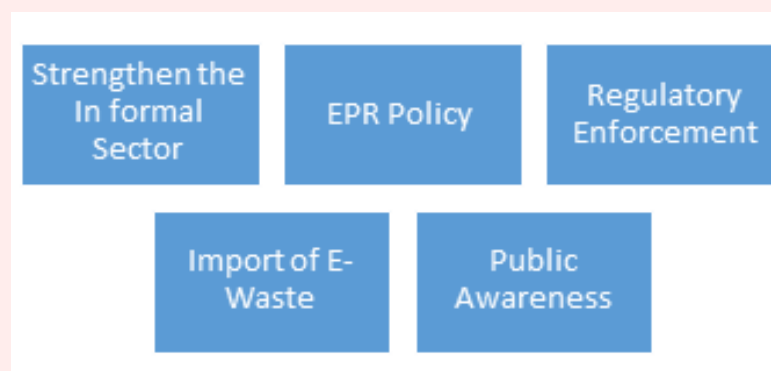 Strengthen the
In formal
Sector
EPR Policy
Regulatory
Enforcement
Import of E-
Waste
Public
Awareness